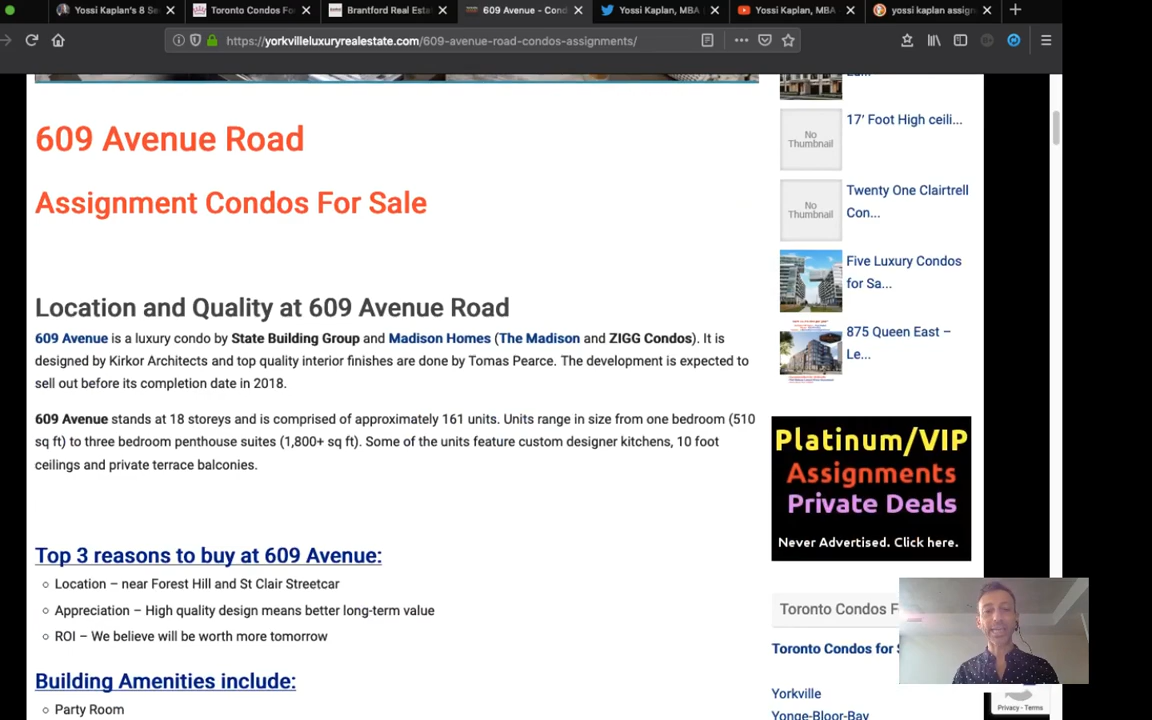 Yossi Kaplan's 8 Se
Toronto Condos Fo
Brantford Real Esta
609 Avenue - Cond
Yossi Kaplan, MBA (
Yossi Kaplan, MBA
yossi kaplan assign
https://yorkvilleluxuryrealestate.com/609-avenue-road-condos-assignments/
609 Avenue Road
Assignment Condos For Sale
Location and Quality at 609 Avenue Road
609 Avenue is a luxury condo by State Building Group and Madison Homes (The Madison and ZIGG Condos). It is
designed by Kirkor Architects and top quality interior finishes are done by Tomas Pearce. The development is expected to
sell out before its completion date in 2018.
609 Avenue stands at 18 storeys and is comprised of approximately 161 units. Units range in size from one bedroom (510
sq ft) to three bedroom penthouse suites (1,800+ sq ft). Some of the units feature custom designer kitchens, 10 foot
ceilings and private terrace balconies.
Top 3 reasons to buy at 609 Avenue:
Location – near Forest Hill and St Clair Streetcar
Appreciation – High quality design means better long-term value
ROI – We believe will be worth more tomorrow
Building Amenities include:
Party Room
No
Thumbnail
17' Foot High ceili...
No
Thumbnail
Twenty One Clairtrell
Con...
Five Luxury Condos
for Sa...
875 Queen East –
Le...
Platinum/VIP
Assignments
Private Deals
Never Advertised. Click here.
Toronto Condos F
Toronto Condos for S
Yorkville
Yonge-Bloor-Bay
Privacy - Terms